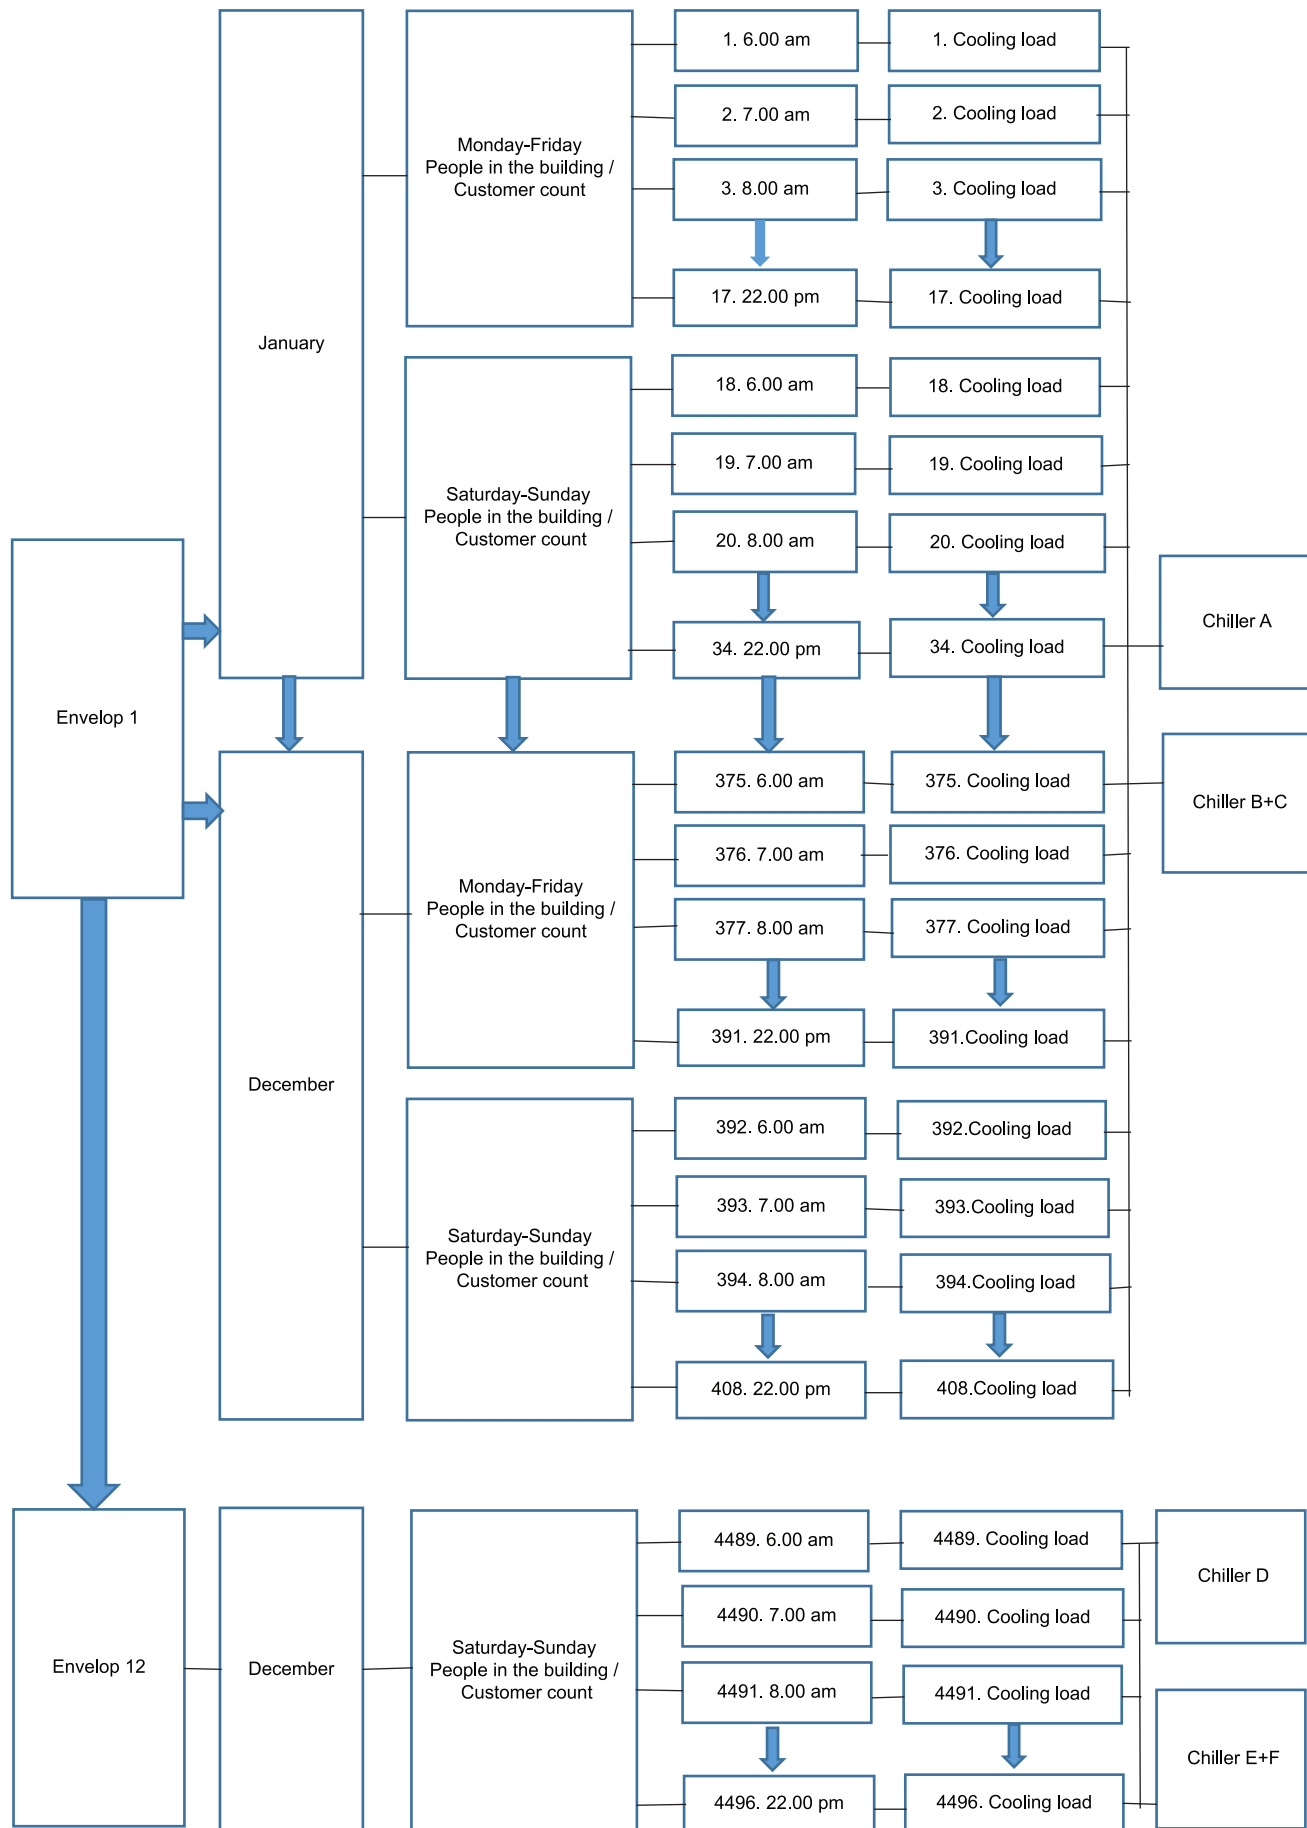 1. 6.00 am
1. Cooling load
2. 7.00 am
2. Cooling load
Monday-Friday
People in the building /
Customer count
3. 8.00 am
3. Cooling load
17. 22.00 pm
17. Cooling load
January
18. 6.00 am
18. Cooling load
19. 7.00 am
19. Cooling load
Saturday-Sunday
People in the building /
Customer count
20. 8.00 am
20. Cooling load
34. 22.00 pm
34. Cooling load
Chiller A
Envelop 1
375. 6.00 am
375. Cooling load
Chiller B+C
376. 7.00 am
376. Cooling load
Monday-Friday
People in the building /
Customer count
377. 8.00 am
377. Cooling load
391. 22.00 pm
391.Cooling load
December
392. 6.00 am
392.Cooling load
393. 7.00 am
393.Cooling load
Saturday-Sunday
People in the building /
Customer count
394. 8.00 am
394.Cooling load
408. 22.00 pm
408.Cooling load
4489. 6.00 am
4489. Cooling load
Chiller D
4490. 7.00 am
4490. Cooling load
Envelop 12
December
Saturday-Sunday
People in the building /
Customer count
4491. 8.00 am
4491. Cooling load
Chiller E+F
4496. 22.00 pm
4496. Cooling load